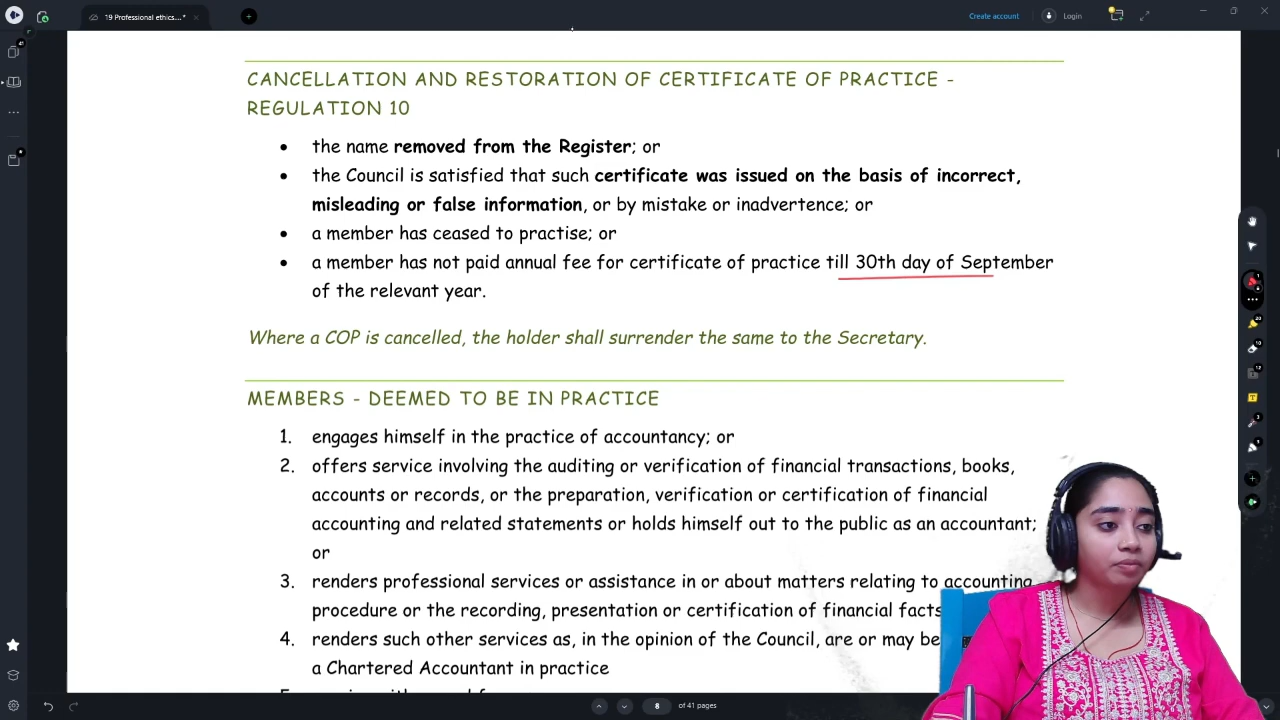 19 Professional ethics....*
Create account
Login
CANCELLATION AND RESTORATION OF CERTIFICATE OF PRACTICE -
REGULATION 10
• the name removed from the Register; or
• the Council is satisfied that such certificate was issued on the basis of incorrect,
misleading or false information, or by mistake or inadvertence; or
• a member has ceased to practise; or
• a member has not paid annual fee for certificate of practice till 30th day of September
of the relevant year.
Where a COP is cancelled, the holder shall surrender the same to the Secretary.
MEMBERS - DEEMED TO BE IN PRACTICE
1. engages himself in the practice of accountancy; or
2. offers service involving the auditing or verification of financial transactions, books,
accounts or records, or the preparation, verification or certification of financial
accounting and related statements or holds himself out to the public as an accountant;
or
3. renders professional services or assistance in or about matters relating to accounting
procedure or the recording, presentation or certification of financial facts
4. renders such other services as, in the opinion of the Council, are or may be
a Chartered Accountant in practice
8 of 41 pages